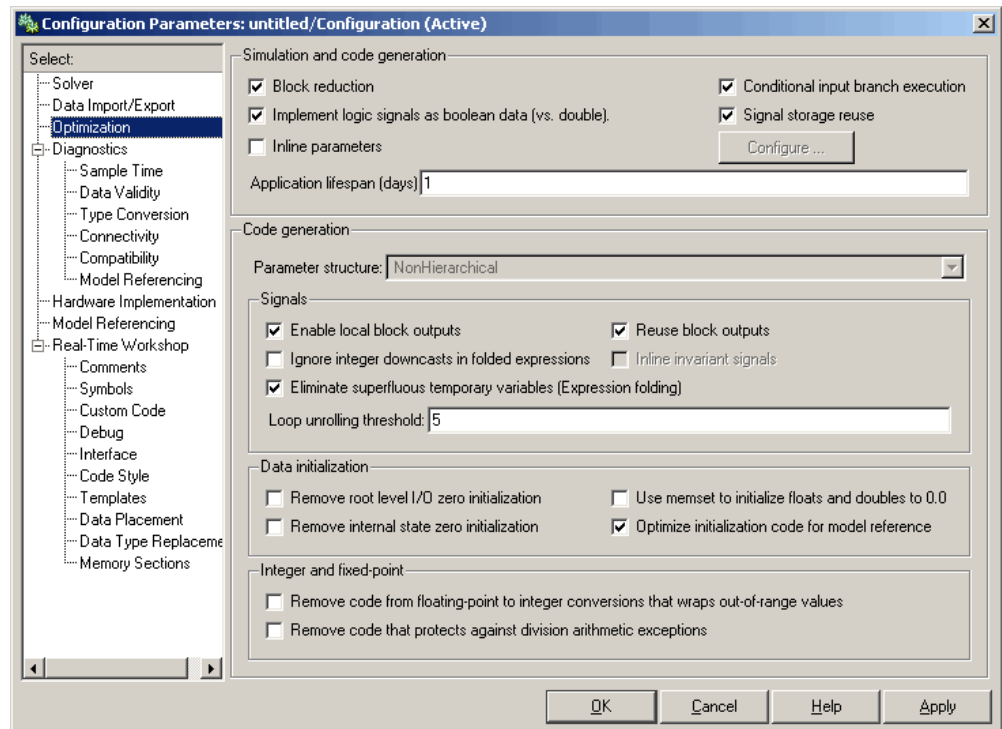 Configuration Parameters: untitled/Configuration (Active)
Select:
Solver
Data Import/Export
Optimization
Diagnostics
Sample Time
Data Validity
Type Conversion
Connectivity
Compatibility
Model Referencing
Hardware Implementation
Model Referencing
Real-Time Workshop
Comments
Symbols
Custom Code
Debug
Interface
Code Style
Templates
Data Placement
Data Type Replaceme
Memory Sections
Simulation and code generation
Block reduction
Conditional input branch execution
Implement logic signals as boolean data (vs. double).
Signal storage reuse
Inline parameters
Configure ...
Application lifespan (days) 1
Code generation
Parameter structure: NonHierarchical
Signals
Enable local block outputs
Reuse block outputs
Ignore integer downcasts in folded expressions
Inline invariant signals
Eliminate superfluous temporary variables (Expression folding)
Loop unrolling threshold: 5
Data initialization
Remove root level I/O zero initialization
Use memset to initialize floats and doubles to 0.0
Remove internal state zero initialization
Optimize initialization code for model reference
Integer and fixed-point
Remove code from floating-point to integer conversions that wraps out-of-range values
Remove code that protects against division arithmetic exceptions
OK
Cancel
Help
Apply